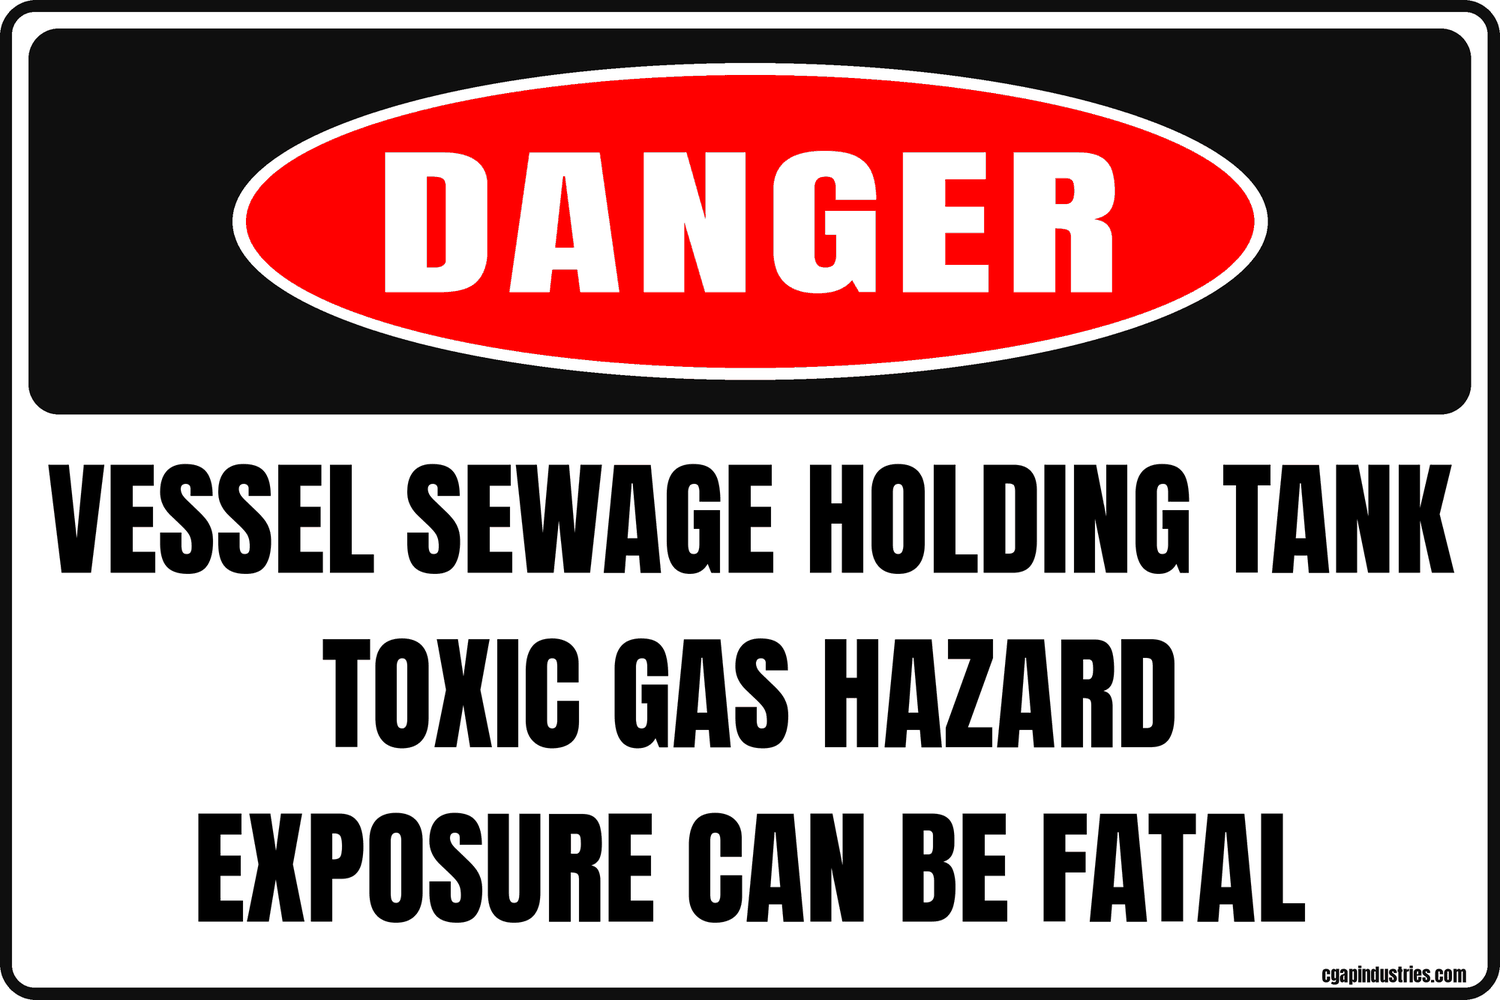 DANGER
VESSEL SEWAGE HOLDING TANK
TOXIC GAS HAZARD
EXPOSURE CAN BE FATAL
cgapindustries.com